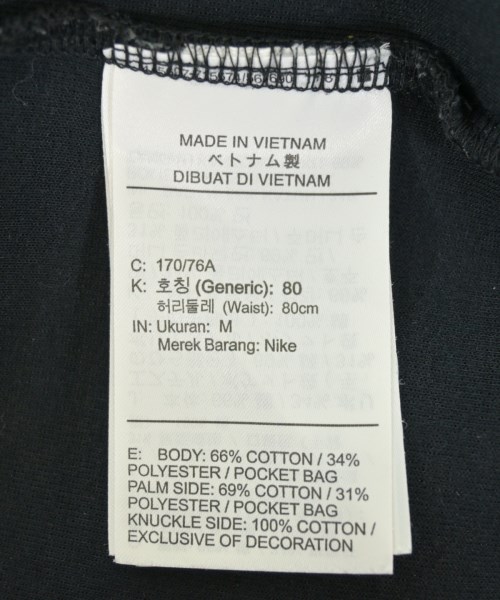 MADE IN VIETNAM
ベトナム製
DIBUAT DI VIETNAM
C: 170/76A
K: 호칭 (Generic): 80
허리둘레 (Waist): 80cm
IN: Ukuran: M
Merek Barang: Nike
E: BODY: 66% COTTON / 34%
POLYESTER / POCKET BAG
PALM SIDE: 69% COTTON / 31%
POLYESTER / POCKET BAG
KNUCKLE SIDE: 100% COTTON /
EXCLUSIVE OF DECORATION